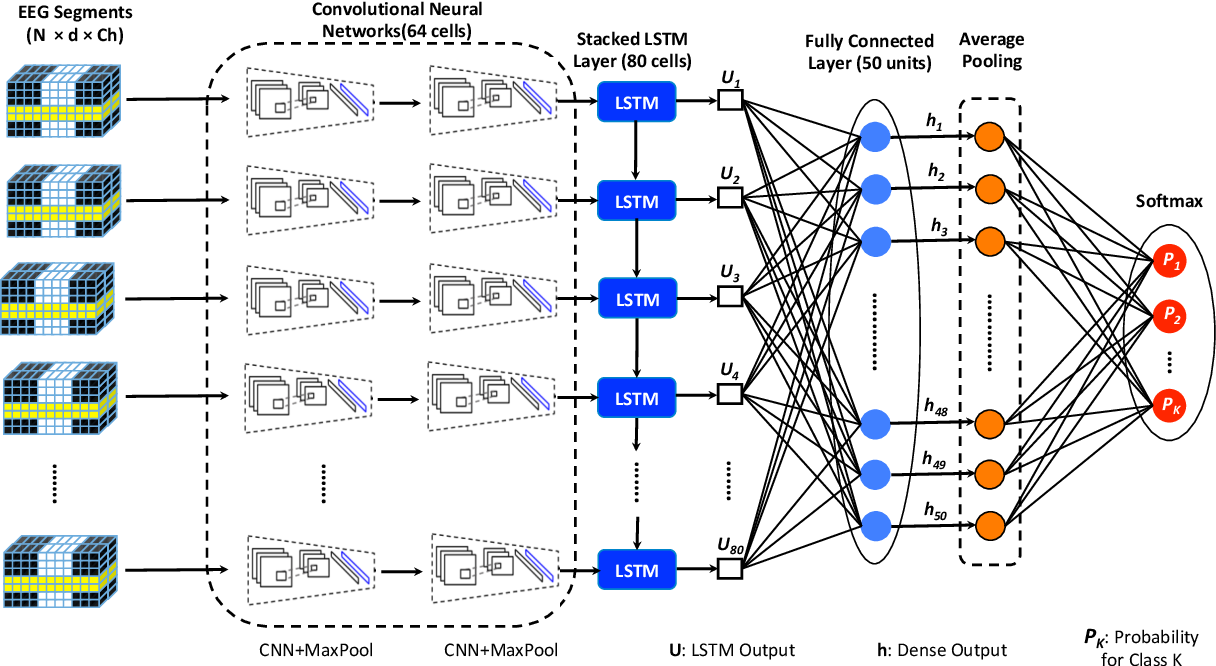 EEG Segments
(N × d × Ch)
Convolutional Neural
Networks(64 cells)
Stacked LSTM
Layer (80 cells)
Fully Connected
Layer (50 units)
Average
Pooling
Softmax
LSTM
LSTM
LSTM
LSTM
LSTM
U1
U2
U3
U4
U80
h1
h2
h3
h48
h49
h50
P1
P2
PK
CNN+MaxPool
CNN+MaxPool
U: LSTM Output
h: Dense Output
PK: Probability
for Class K